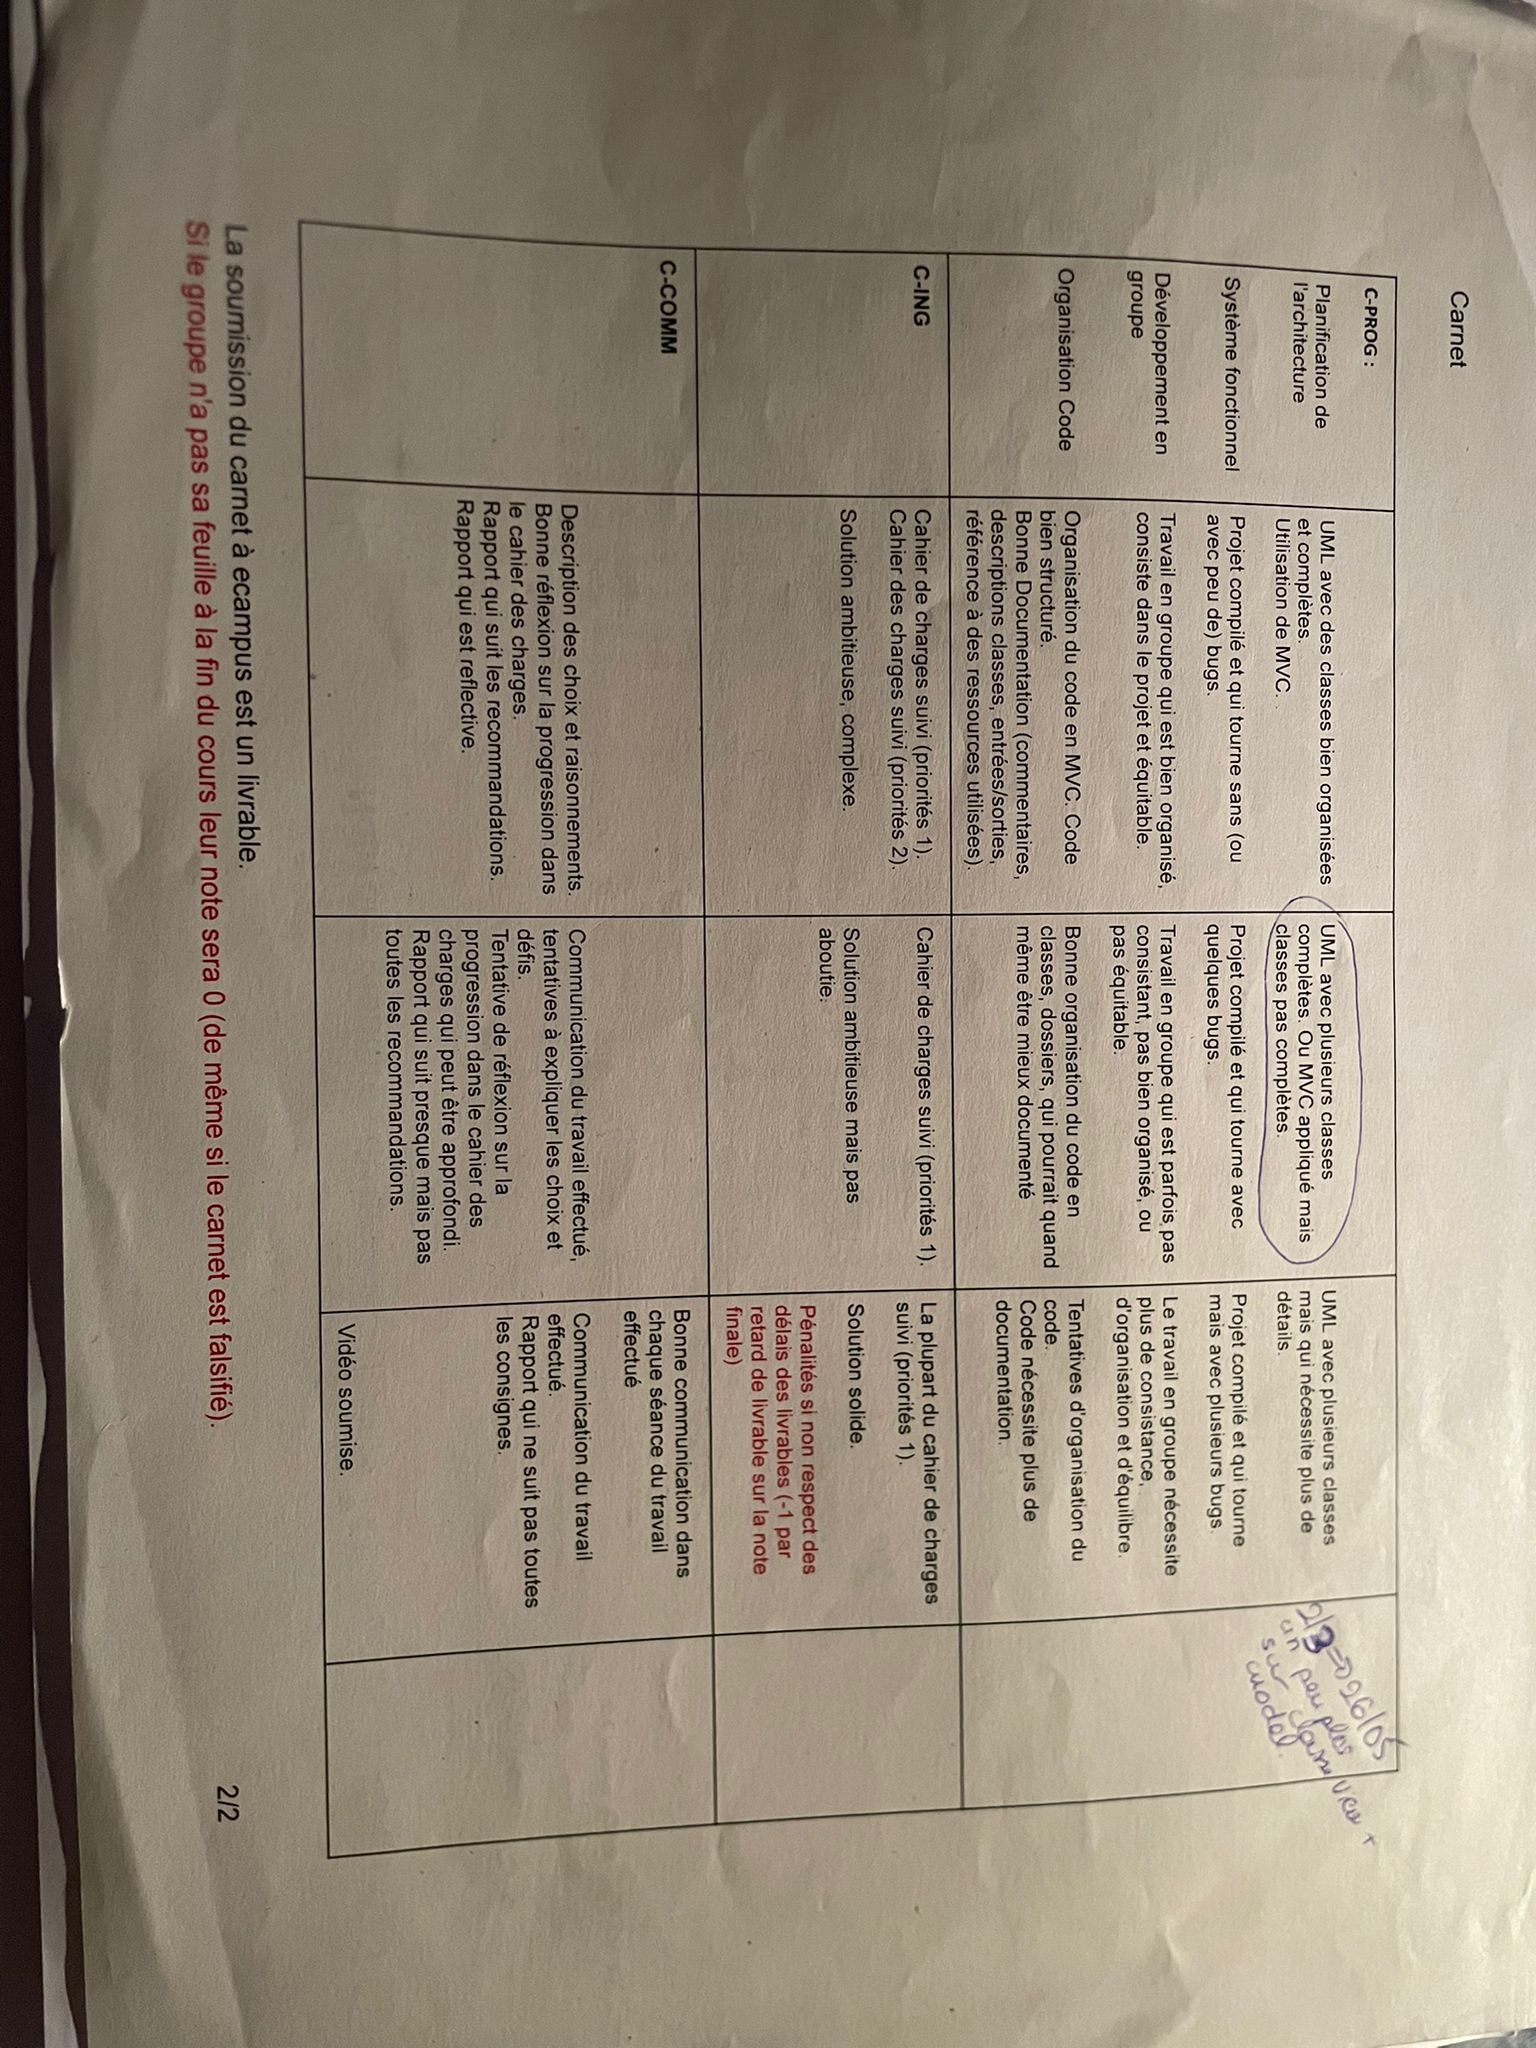 Carnet
C-PROG :
Planification de
l'architecture
UML avec des classes bien organisées
et complètes.
Utilisation de MVC.
UML avec plusieurs classes
complètes. Ou MVC appliqué mais
classes pas complètes.
UML avec plusieurs classes
mais qui nécessite plus de
détails.
2/3 => 26/05
un peu plus
sur classe
model.
Système fonctionnel
Projet compilé et qui tourne sans (ou
avec peu de) bugs.
Projet compilé et qui tourne avec
quelques bugs.
Projet compilé et qui tourne
mais avec plusieurs bugs.
Développement en
groupe
Travail en groupe qui est bien organisé,
consiste dans le projet et équitable.
Travail en groupe qui est parfois pas
consistant, pas bien organisé, ou
pas équitable.
Le travail en groupe nécessite
plus de consistance,
d'organisation et d'équilibre.
Organisation Code
Organisation du code en MVC. Code
bien structuré.
Bonne Documentation (commentaires,
descriptions classes, entrées/sorties,
référence à des ressources utilisées).
Bonne organisation du code en
classes, dossiers, qui pourrait quand
même être mieux documenté
Tentatives d'organisation du
code.
Code nécessite plus de
documentation.
C-ING
Cahier de charges suivi (priorités 1).
Cahier des charges suivi (priorités 2).
Solution ambitieuse, complexe.
Cahier de charges suivi (priorités 1).
Solution ambitieuse mais pas
aboutie.
La plupart du cahier de charges
suivi (priorités 1).
Solution solide.
Pénalités si non respect des
délais des livrables (-1 par
retard de livrable sur la note
finale)
C-COMM
Description des choix et raisonnements.
Bonne réflexion sur la progression dans
le cahier des charges.
Rapport qui suit les recommandations.
Rapport qui est reflective.
Communication du travail effectué,
tentatives à expliquer les choix et
défis.
Tentative de réflexion sur la
progression dans le cahier des
charges qui peut être approfondi.
Rapport qui suit presque mais pas
toutes les recommandations.
Bonne communication dans
chaque séance du travail
effectué
Communication du travail
effectué.
Rapport qui ne suit pas toutes
les consignes.
Vidéo soumise.
La soumission du carnet à ecampus est un livrable.
Si le groupe n'a pas sa feuille à la fin du cours leur note sera 0 (de même si le carnet est falsifié).
2/2